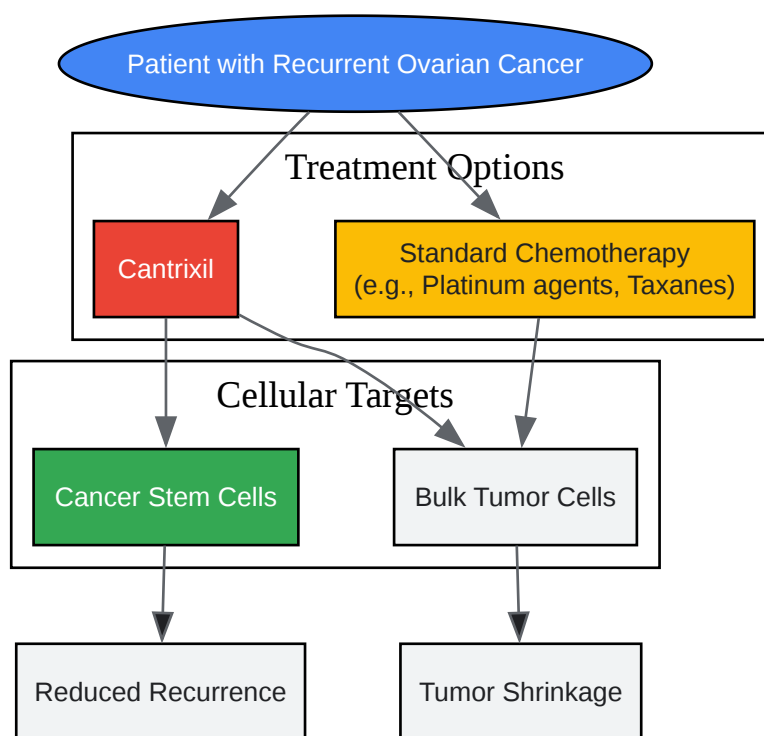 Patient with Recurrent Ovarian Cancer
Treatment Options
Cantrixil
Standard Chemotherapy
(e.g., Platinum agents, Taxanes)
Cellular Targets
Cancer Stem Cells
Bulk Tumor Cells
Reduced Recurrence
Tumor Shrinkage